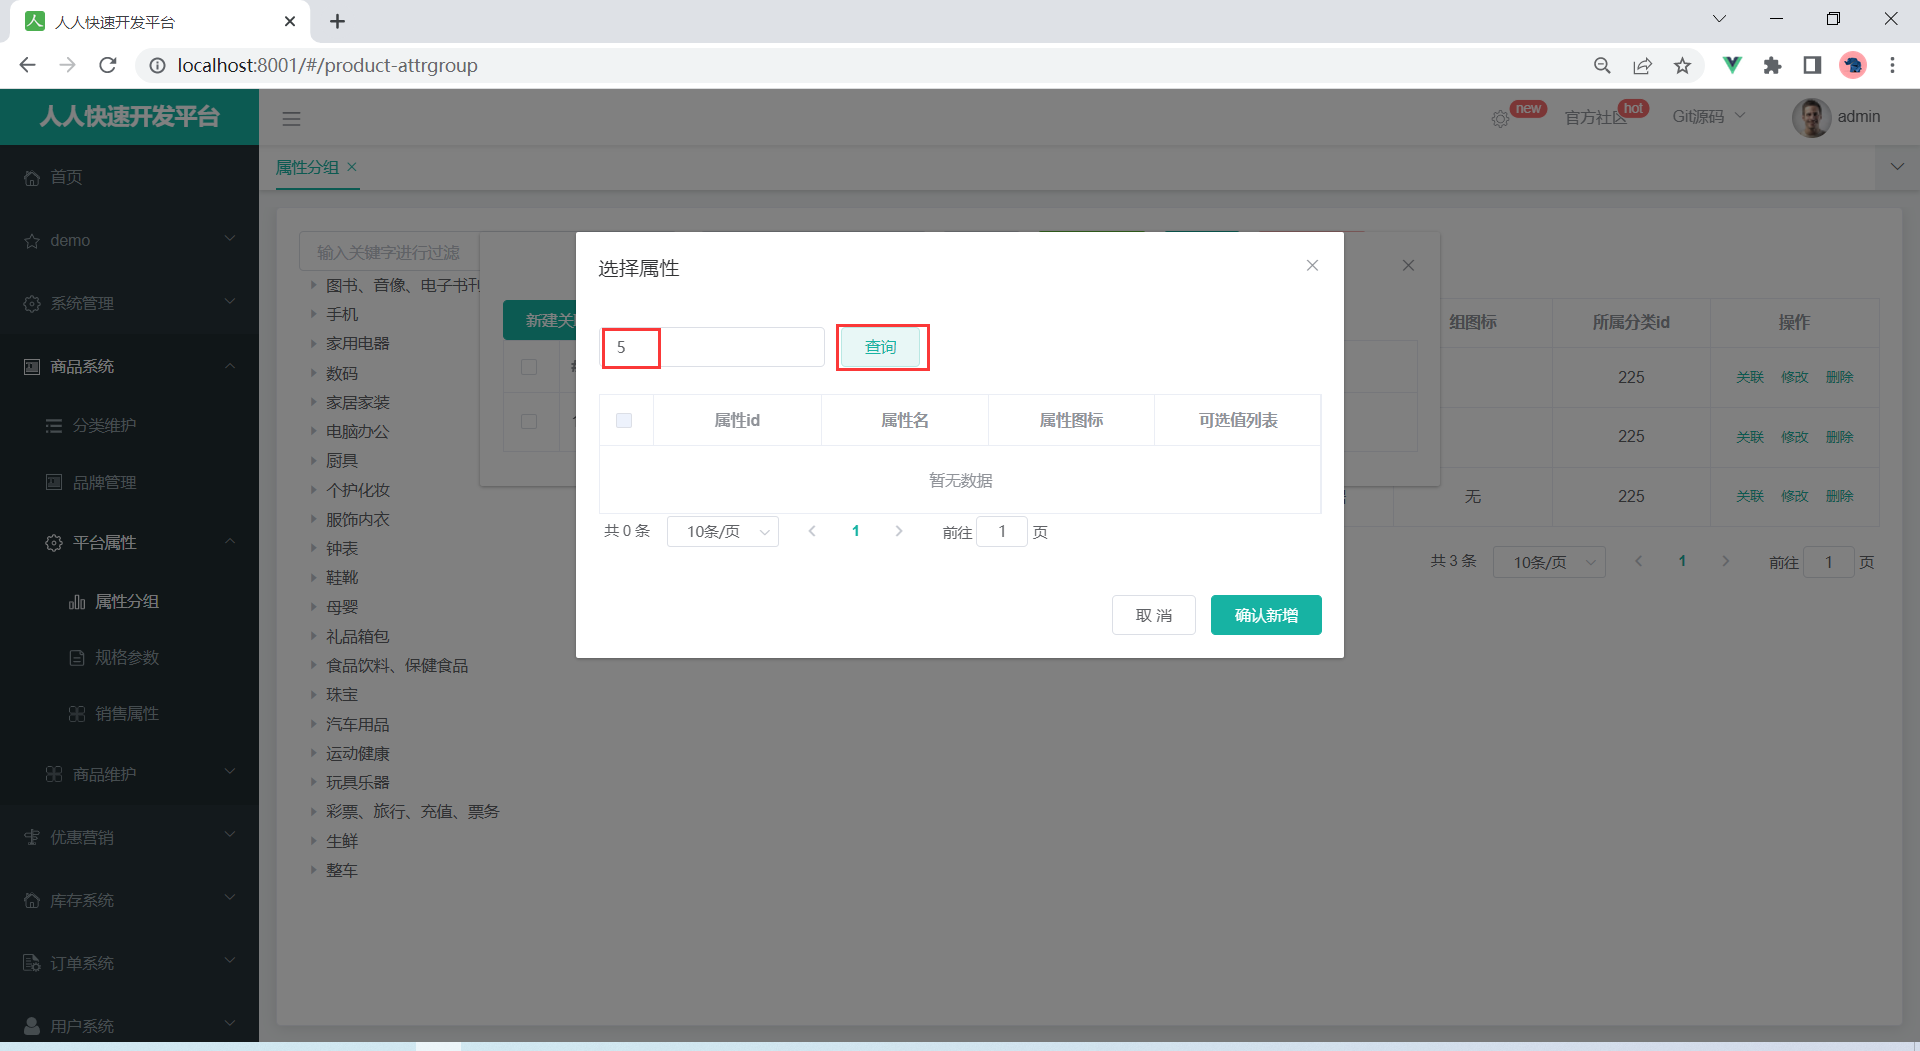 人人快速开发平台
localhost:8001/#/product-attrgroup
人人快速开发平台
new
官方社区
hot
Git源码
admin
属性分组
首页
demo
系统管理
商品系统
分类维护
品牌管理
平台属性
属性分组
规格参数
销售属性
商品维护
优惠营销
库存系统
订单系统
用户系统
输入关键字进行过滤
图书、音像、电子书刊
手机
家用电器
数码
家居家装
电脑办公
厨具
个护化妆
服饰内衣
钟表
鞋靴
母婴
礼品箱包
食品饮料、保健食品
珠宝
汽车用品
运动健康
玩具乐器
彩票、旅行、充值、票务
生鲜
整车
新建关
选择属性
5
查询
属性id 属性名 属性图标 可选值列表
暂无数据
共 0 条 10条/页 1 前往 1 页
取 消 确认新增
组图标 所属分类id 操作
225 关联 修改 删除
225 关联 修改 删除
无 225 关联 修改 删除
共 3 条 10条/页 1 前往 1 页